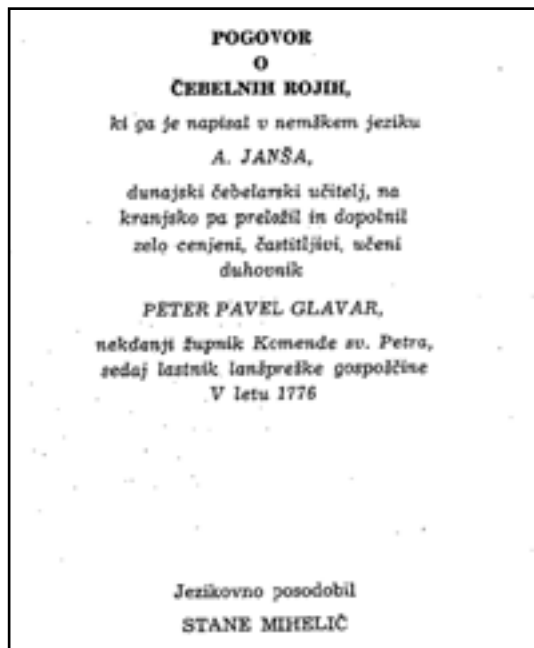 POGOVOR
O
ČEBELNIH ROJIH,
ki ga je napisal v nemškem jeziku
A. JANŠA,
dunajski čebelarski učitelj, na
kranjsko pa preložil in dopolnil
zelo cenjeni, častitljivi, učeni
duhovnik
PETER PAVEL GLAVAR,
nekdanji župnik Komende sv. Petra,
sedaj lastnik lanšpreške gospoščine
V letu 1776
Jezikovno posodobil
STANE MIHELIČ